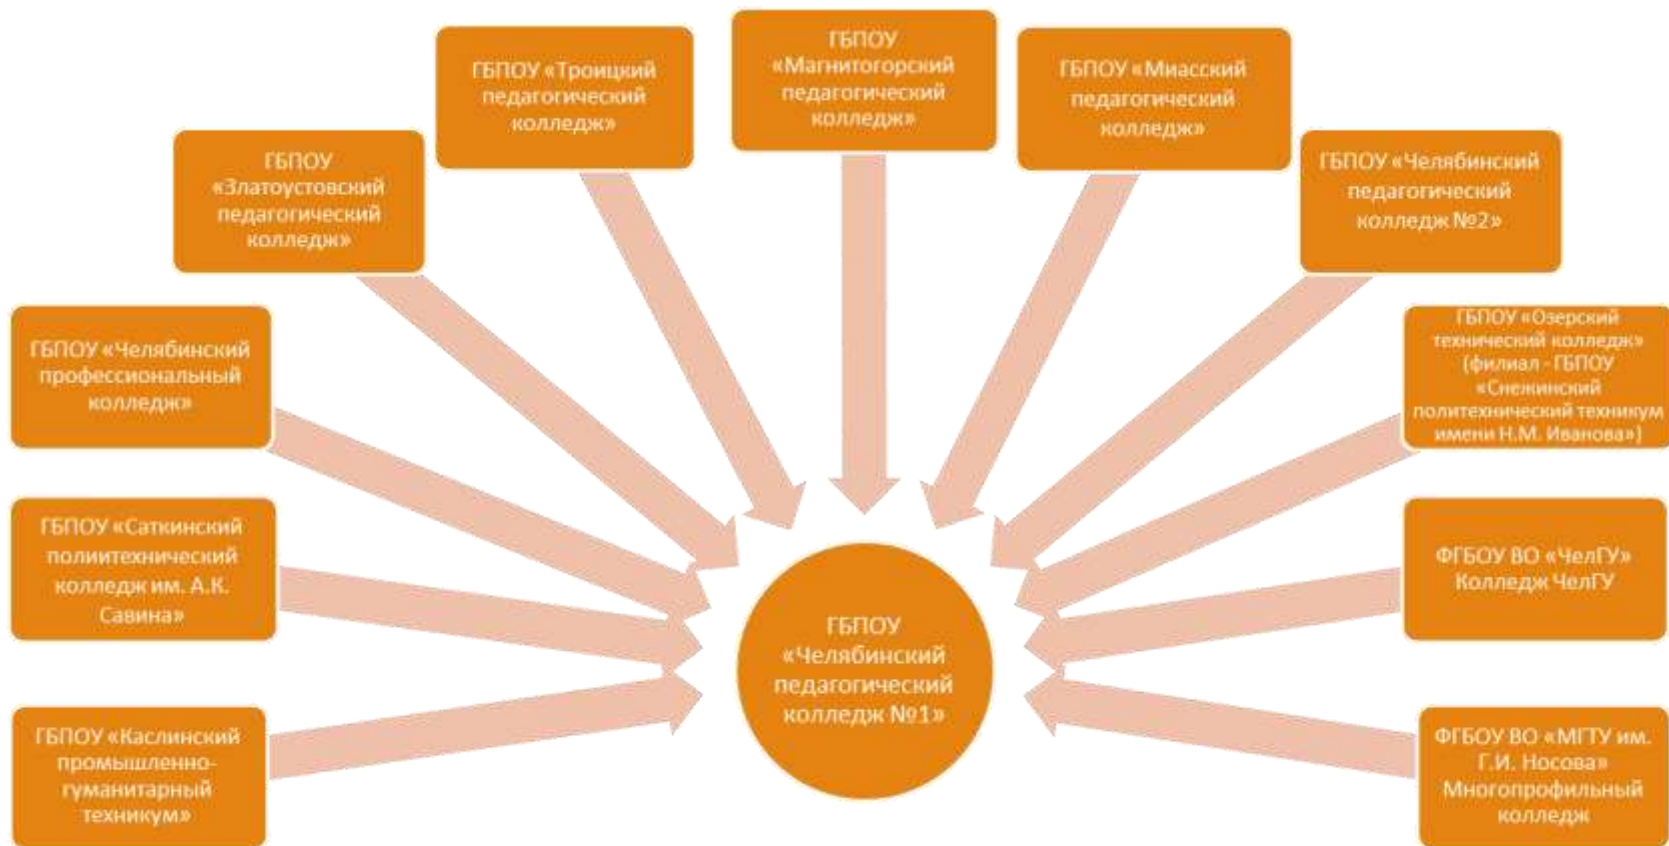 ГБПОУ
«Магнитогорский
педагогический
колледж»
ГБПОУ «Троицкий
педагогический
колледж»
ГБПОУ «Миасский
педагогический
колледж»
ГБПОУ
«Златоустовский
педагогический
колледж»
ГБПОУ «Челябинский
педагогический
колледж №2»
ГБПОУ «Челябинский
профессиональный
колледж»
ГБПОУ «Озерский
технический колледж»
(филиал - ГБПОУ
«Снежинский
политехнический техникум
имени Н.М. Иванова»)
ГБПОУ «Саткинский
полиитехнический
колледж им. А.К.
Савина»
ФГБОУ ВО «ЧелГУ»
Колледж ЧелГУ
ГБПОУ
«Челябинский
педагогический
колледж №1»
ГБПОУ «Каслинский
промышленно-
гуманитарный
техникум»
ФГБОУ ВО «МГТУ им.
Г.И. Носова»
Многопрофильный
колледж